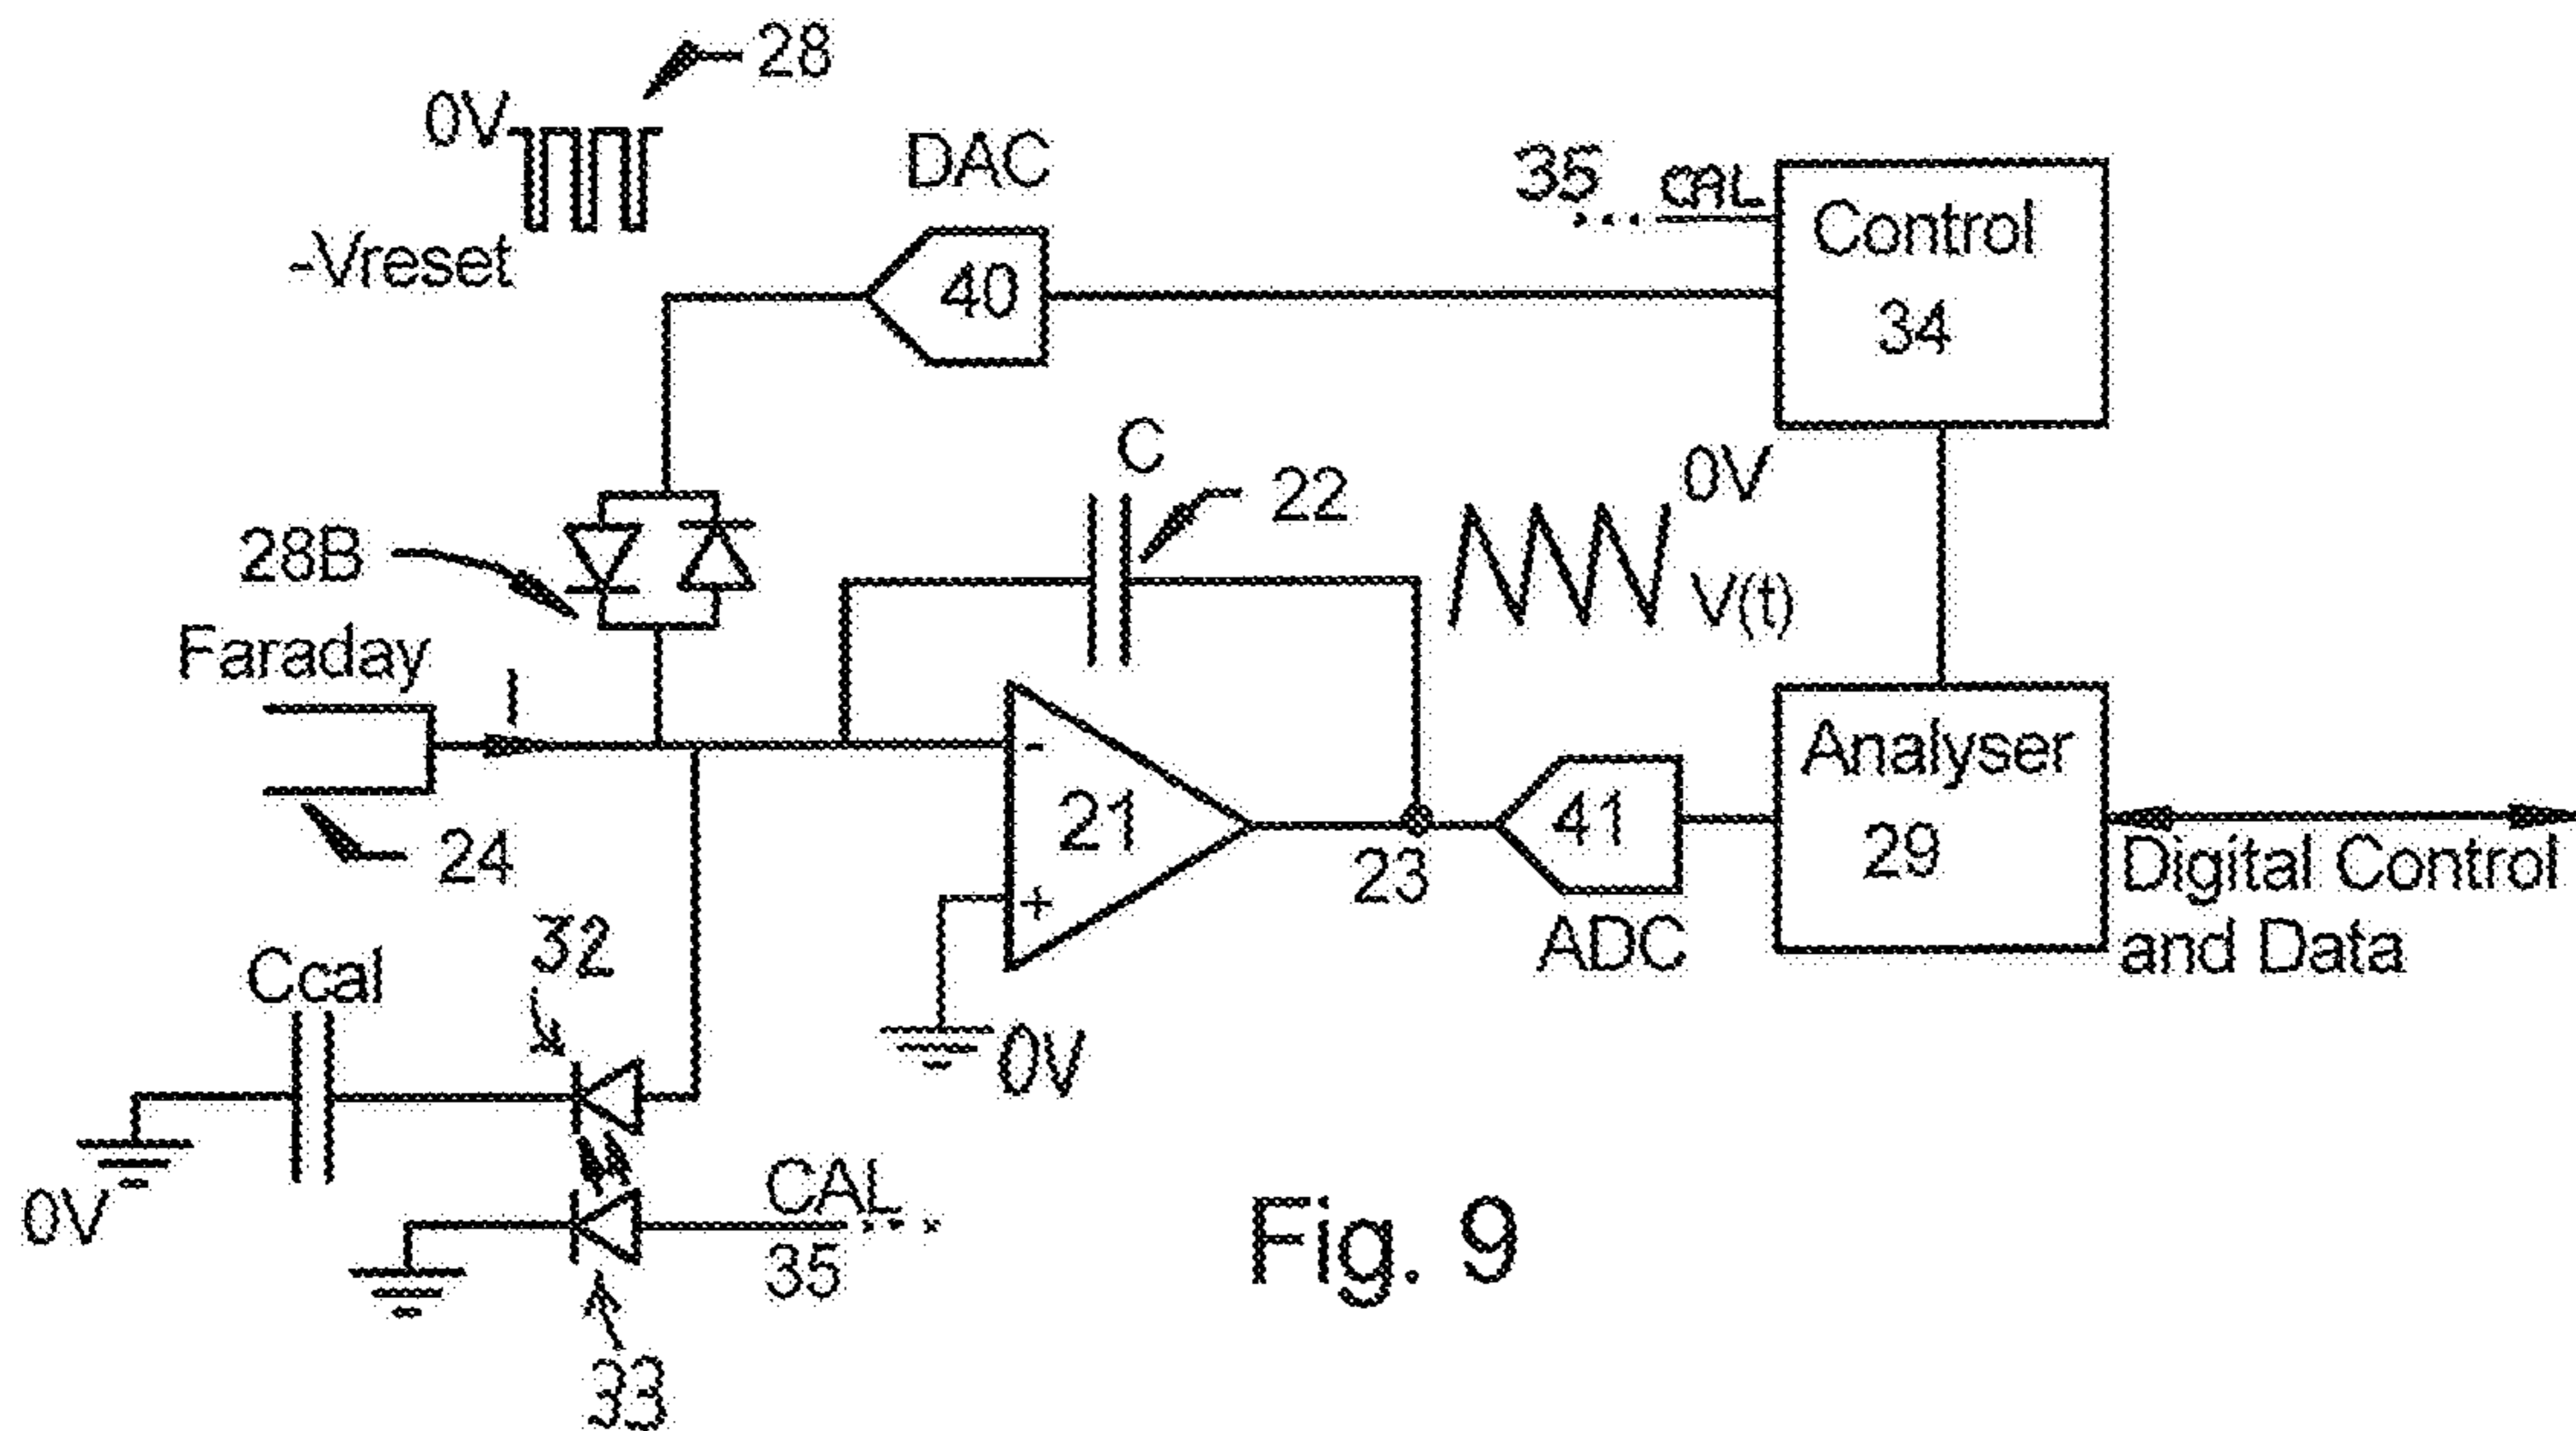 28
0V
-Vreset
DAC
40
35
CAL
Control
34
C
22
0V
V(t)
28B
Faraday
I
24
-
21
+
23
41
ADC
Analyser
29
Digital Control
and Data
Ccal
32
0V
0V
CAL
35
33
Fig. 9